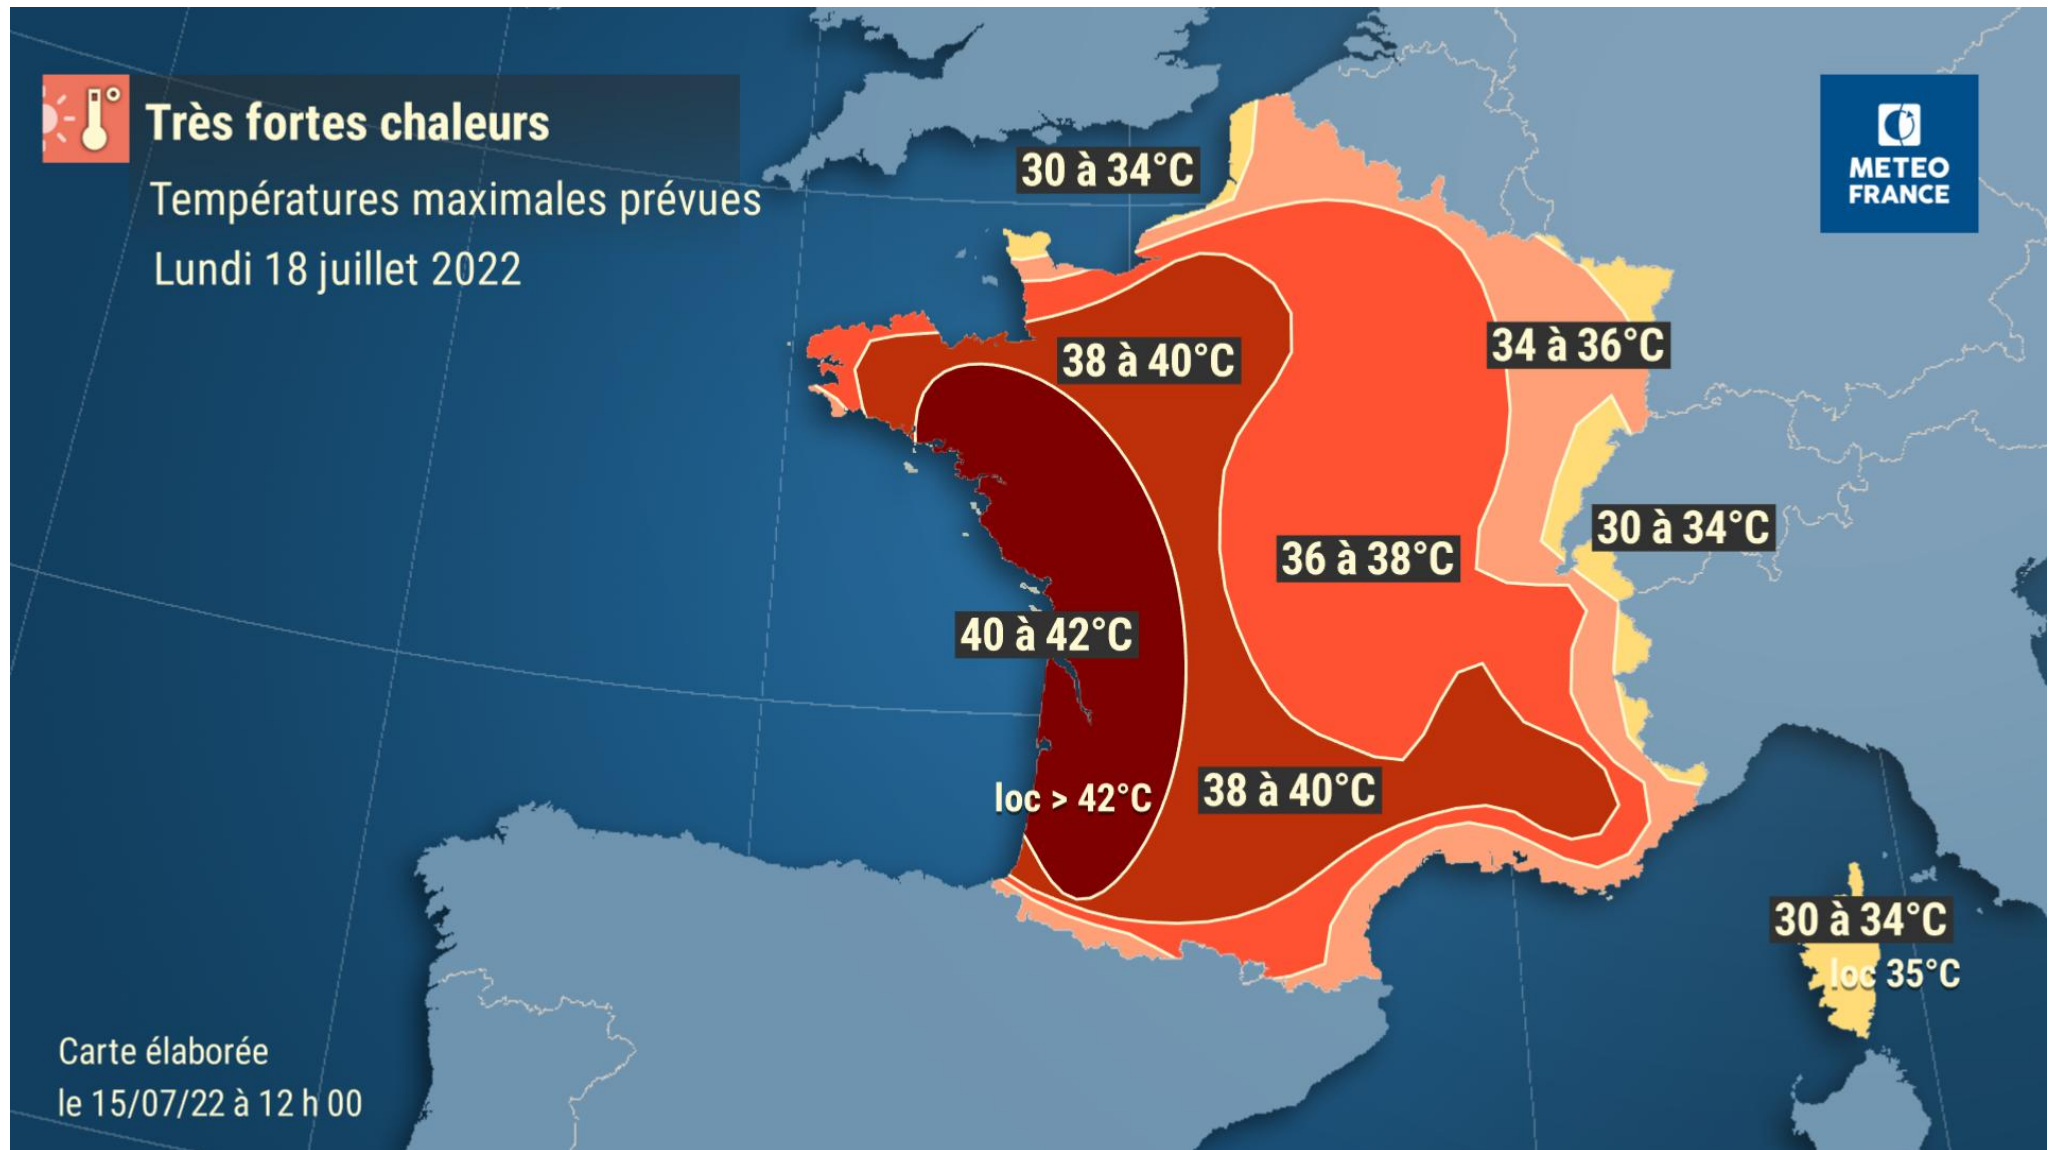 Très fortes chaleurs
Températures maximales prévues
Lundi 18 juillet 2022
METEO
FRANCE
30 à 34°C
38 à 40°C
34 à 36°C
30 à 34°C
36 à 38°C
40 à 42°C
loc > 42°C
38 à 40°C
30 à 34°C
loc 35°C
Carte élaborée
le 15/07/22 à 12 h 00